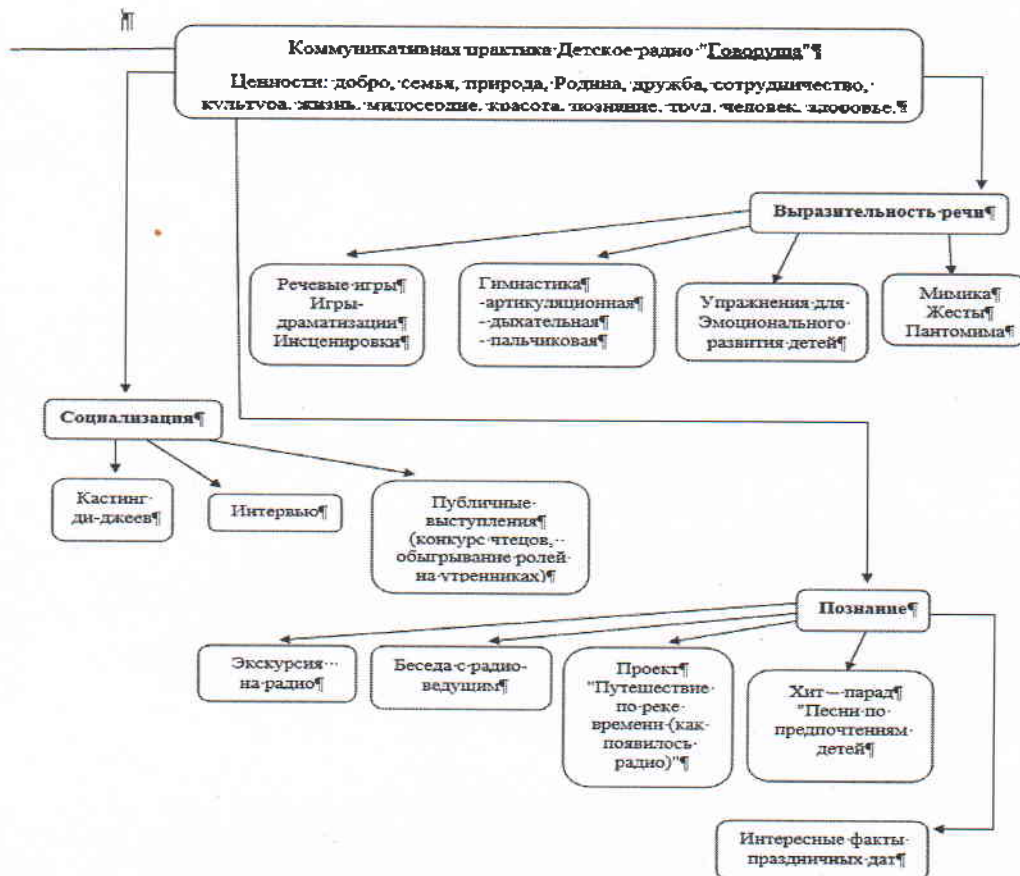 ¶
Коммуникативная практика Детское радио "Говоруша"¶
Ценности: добро, семья, природа, Родина, дружба, сотрудничество,
культура, жизнь, милосердие, красота, познание, труд, человек, здоровье.¶
Выразительность речи¶
Речевые игры¶
Игры-
драматизации¶
Инсценировки¶
Гимнастика¶
-артикуляционная¶
- дыхательная¶
- пальчиковая¶
Упражнения для
Эмоционального
развития детей¶
Мимика¶
Жесты¶
Пантомима¶
Социализация¶
Кастинг
ди-джеев¶
Интервью¶
Публичные
выступления¶
(конкурс чтецов,
обыгрывание ролей
на утренниках)¶
Познание¶
Экскурсия
на радио¶
Беседа с радио-
ведущим¶
Проект¶
"Путешествие
по реке
времени (как
появилось
радио)"¶
Хит – парад¶
"Песни по
предпочтениям
детей¶
Интересные факты
праздничных дат¶